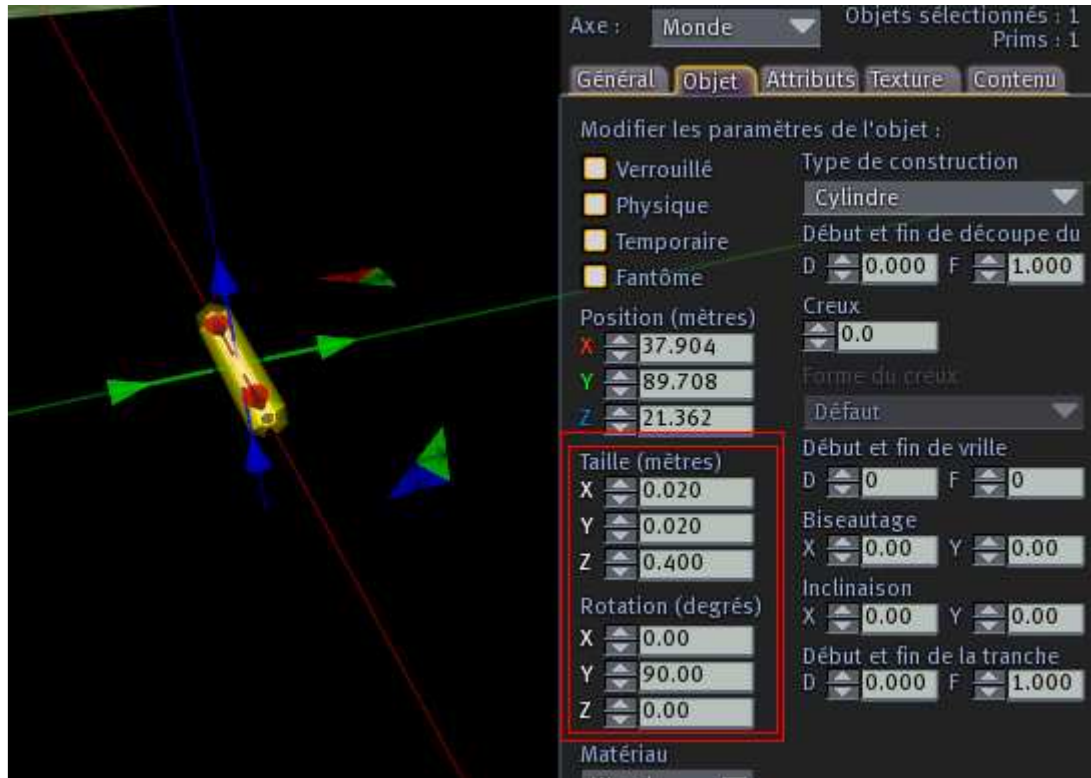 Axe : Monde
Objets sélectionnés : 1
Prims : 1
Général Objet Attributs Texture Contenu
Modifier les paramètres de l'objet :
Verrouillé
Physique
Temporaire
Fantôme
Position (mètres)
X 37.904
Y 89.708
Z 21.362
Taille (mètres)
X 0.020
Y 0.020
Z 0.400
Rotation (degrés)
X 0.00
Y 90.00
Z 0.00
Matériau
Type de construction
Cylindre
Début et fin de découpe du
D 0.000 F 1.000
Creux
0.0
Forme du creux
Défaut
Début et fin de vrille
D 0 F 0
Biseautage
X 0.00 Y 0.00
Inclinaison
X 0.00 Y 0.00
Début et fin de la tranche
D 0.000 F 1.000